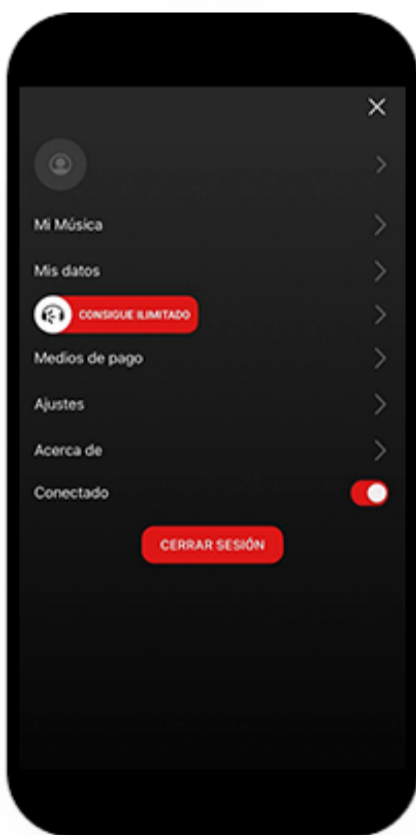 Mi Música
Mis datos
CONSIGUE ILIMITADO
Medios de pago
Ajustes
Acerca de
Conectado
CERRAR SESIÓN